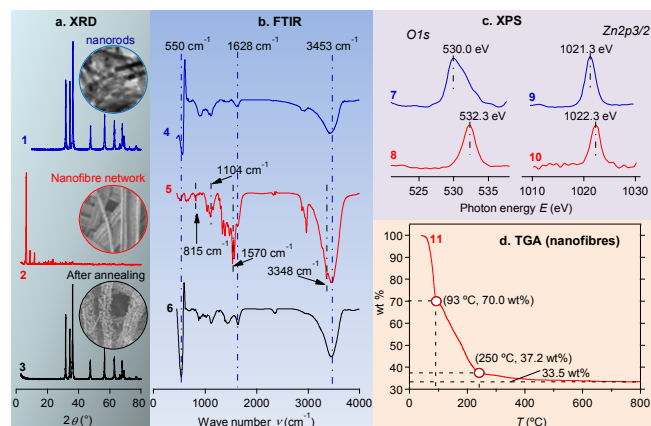 a. XRD
nanorods
1
Nanofibre network
2
After annealing
3
0 20 40 60 80
2θ (°)
b. FTIR
550 cm⁻¹ 1628 cm⁻¹ 3453 cm⁻¹
4
1104 cm⁻¹
5
815 cm⁻¹
1570 cm⁻¹
3348 cm⁻¹
6
0 1000 2000 3000 4000
Wave number ν (cm⁻¹)
c. XPS
O1s Zn2p3/2
530.0 eV 1021.3 eV
7 9
532.3 eV 1022.3 eV
8 10
525 530 535 1010 1020 1030
Photon energy E (eV)
d. TGA (nanofibres)
11
wt %
100
90
80
70
60
50
40
30
(93 ºC, 70.0 wt%)
(250 ºC, 37.2 wt%)
33.5 wt%
0 200 400 600 800
T (ºC)